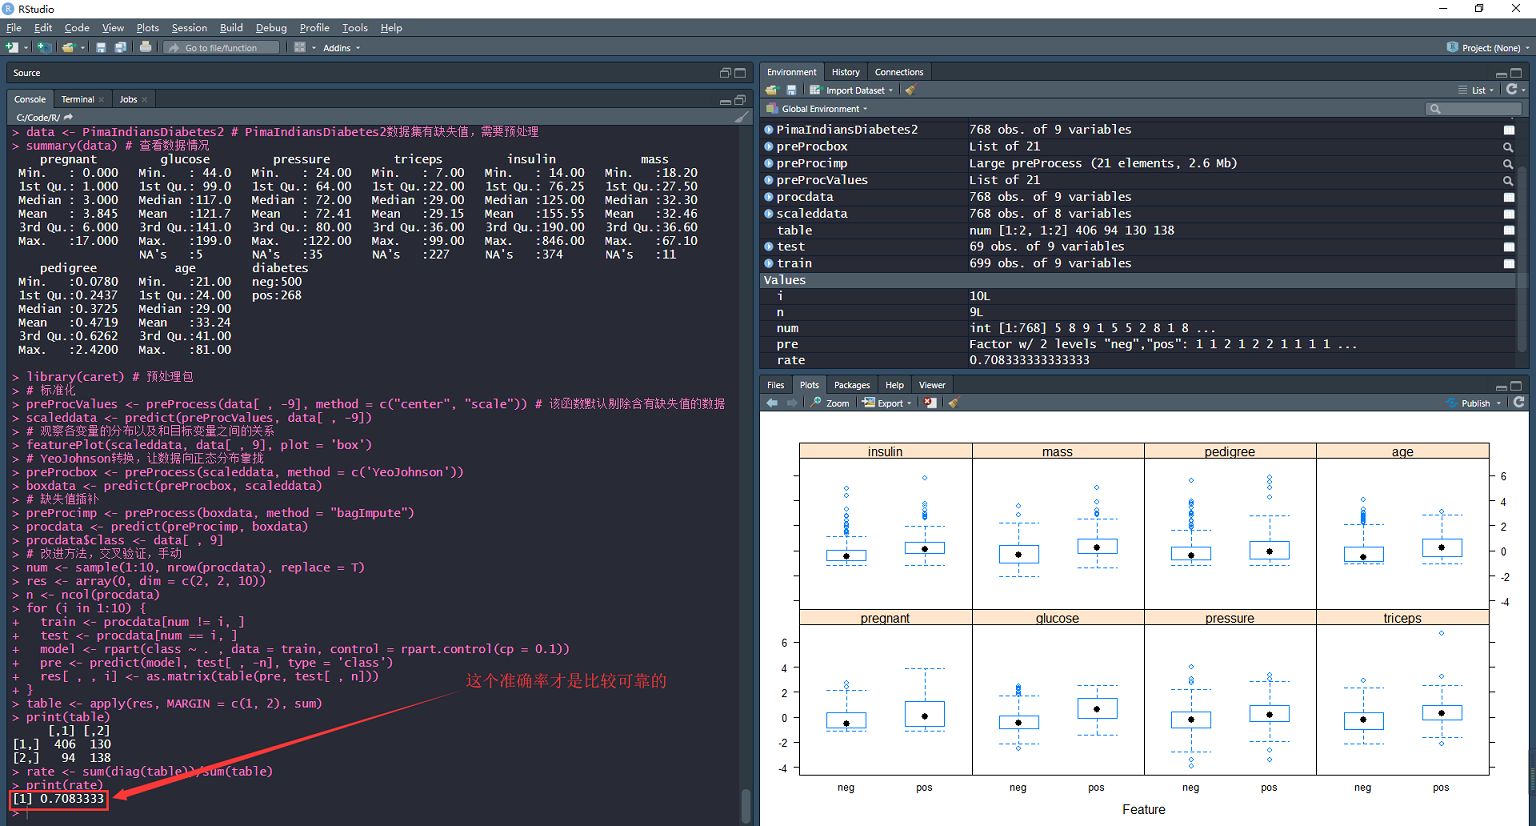 RStudio
File Edit Code View Plots Session Build Debug Profile Tools Help
Go to file/function Addins Project: (None)
Source
Console Terminal Jobs
C:/Code/R/
> data <- PimaIndiansDiabetes2 # PimaIndiansDiabetes2数据集有缺失值，需要预处理
> summary(data) # 查看数据情况
pregnant glucose pressure triceps insulin mass
Min. : 0.000 Min. : 44.0 Min. : 24.00 Min. : 7.00 Min. : 14.00 Min. :18.20
1st Qu.: 1.000 1st Qu.: 99.0 1st Qu.: 64.00 1st Qu.:22.00 1st Qu.: 76.25 1st Qu.:27.50
Median : 3.000 Median :117.0 Median : 72.00 Median :29.00 Median :125.00 Median :32.30
Mean : 3.845 Mean :121.7 Mean : 72.41 Mean :29.15 Mean :155.55 Mean :32.46
3rd Qu.: 6.000 3rd Qu.:141.0 3rd Qu.: 80.00 3rd Qu.:36.00 3rd Qu.:190.00 3rd Qu.:36.60
Max. :17.000 Max. :199.0 Max. :122.00 Max. :99.00 Max. :846.00 Max. :67.10
NA's :5 NA's :35 NA's :227 NA's :374 NA's :11
pedigree age diabetes
Min. :0.0780 Min. :21.00 neg:500
1st Qu.:0.2437 1st Qu.:24.00 pos:268
Median :0.3725 Median :29.00
Mean :0.4719 Mean :33.24
3rd Qu.:0.6262 3rd Qu.:41.00
Max. :2.4200 Max. :81.00
> library(caret) # 预处理包
> # 标准化
> preProcValues <- preProcess(data[ , -9], method = c("center", "scale")) # 该函数默认剔除含有缺失值的数据
> scaleddata <- predict(preProcValues, data[ , -9])
> # 观察各变量的分布以及和目标变量之间的关系
> featurePlot(scaleddata, data[ , 9], plot = 'box')
> # YeoJohnson转换，让数据向正态分布靠拢
> preProcbox <- preProcess(scaleddata, method = c('YeoJohnson'))
> boxdata <- predict(preProcbox, scaleddata)
> # 缺失值插补
> preProcimp <- preProcess(boxdata, method = "bagImpute")
> procdata <- predict(preProcimp, boxdata)
> procdata$class <- data[ , 9]
> # 改进方法，交叉验证，手动
> num <- sample(1:10, nrow(procdata), replace = T)
> res <- array(0, dim = c(2, 2, 10))
> n <- ncol(procdata)
> for (i in 1:10) {
+ train <- procdata[num != i, ]
+ test <- procdata[num == i, ]
+ model <- rpart(class ~ . , data = train, control = rpart.control(cp = 0.1))
+ pre <- predict(model, test[ , -n], type = 'class')
+ res[ , , i] <- as.matrix(table(pre, test[ , n]))
+ }
> table <- apply(res, MARGIN = c(1, 2), sum)
> print(table)
[,1] [,2]
[1,] 406 130
[2,] 94 138
> rate <- sum(diag(table))/sum(table)
> print(rate)
[1] 0.7083333
>
这个准确率才是比较可靠的
Environment History Connections
Import Dataset List
Global Environment
PimaIndiansDiabetes2 768 obs. of 9 variables
preProcbox List of 21
preProcimp Large preProcess (21 elements, 2.6 Mb)
preProcValues List of 21
procdata 768 obs. of 9 variables
scaleddata 768 obs. of 8 variables
table num [1:2, 1:2] 406 94 130 138
test 69 obs. of 9 variables
train 699 obs. of 9 variables
Values
i 10L
n 9L
num int [1:768] 5 8 9 1 5 5 2 8 1 8 ...
pre Factor w/ 2 levels "neg","pos": 1 1 2 1 2 2 1 1 1 1 ...
rate 0.708333333333333
Files Plots Packages Help Viewer
Zoom Export Publish
insulin mass pedigree age
6
4
2
0
-2
-4
pregnant glucose pressure triceps
6
4
2
0
-2
-4
neg pos neg pos neg pos neg pos
Feature